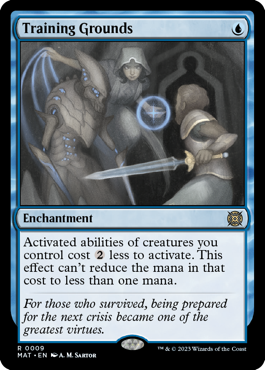 Training Grounds
Enchantment
Activated abilities of creatures you
control cost 2 less to activate. This
effect can't reduce the mana in that
cost to less than one mana.
For those who survived, being prepared
for the next crisis became one of the
greatest virtues.
R 0009
MAT • EN A. M. SARTOR
™ & © 2023 Wizards of the Coast